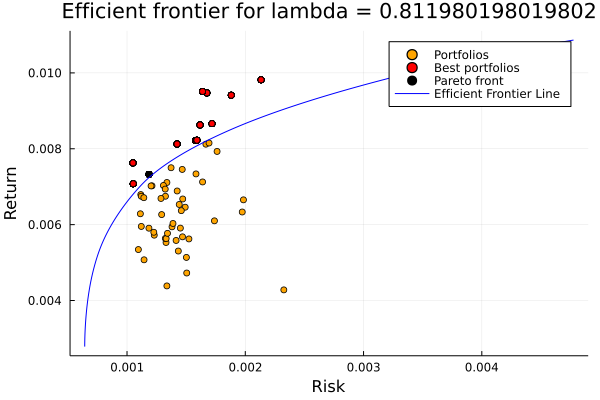 Efficient frontier for lambda = 0.811980198019802
Portfolios
Best portfolios
Pareto front
Efficient Frontier Line
Return
0.010
0.008
0.006
0.004
0.001 0.002 0.003 0.004
Risk